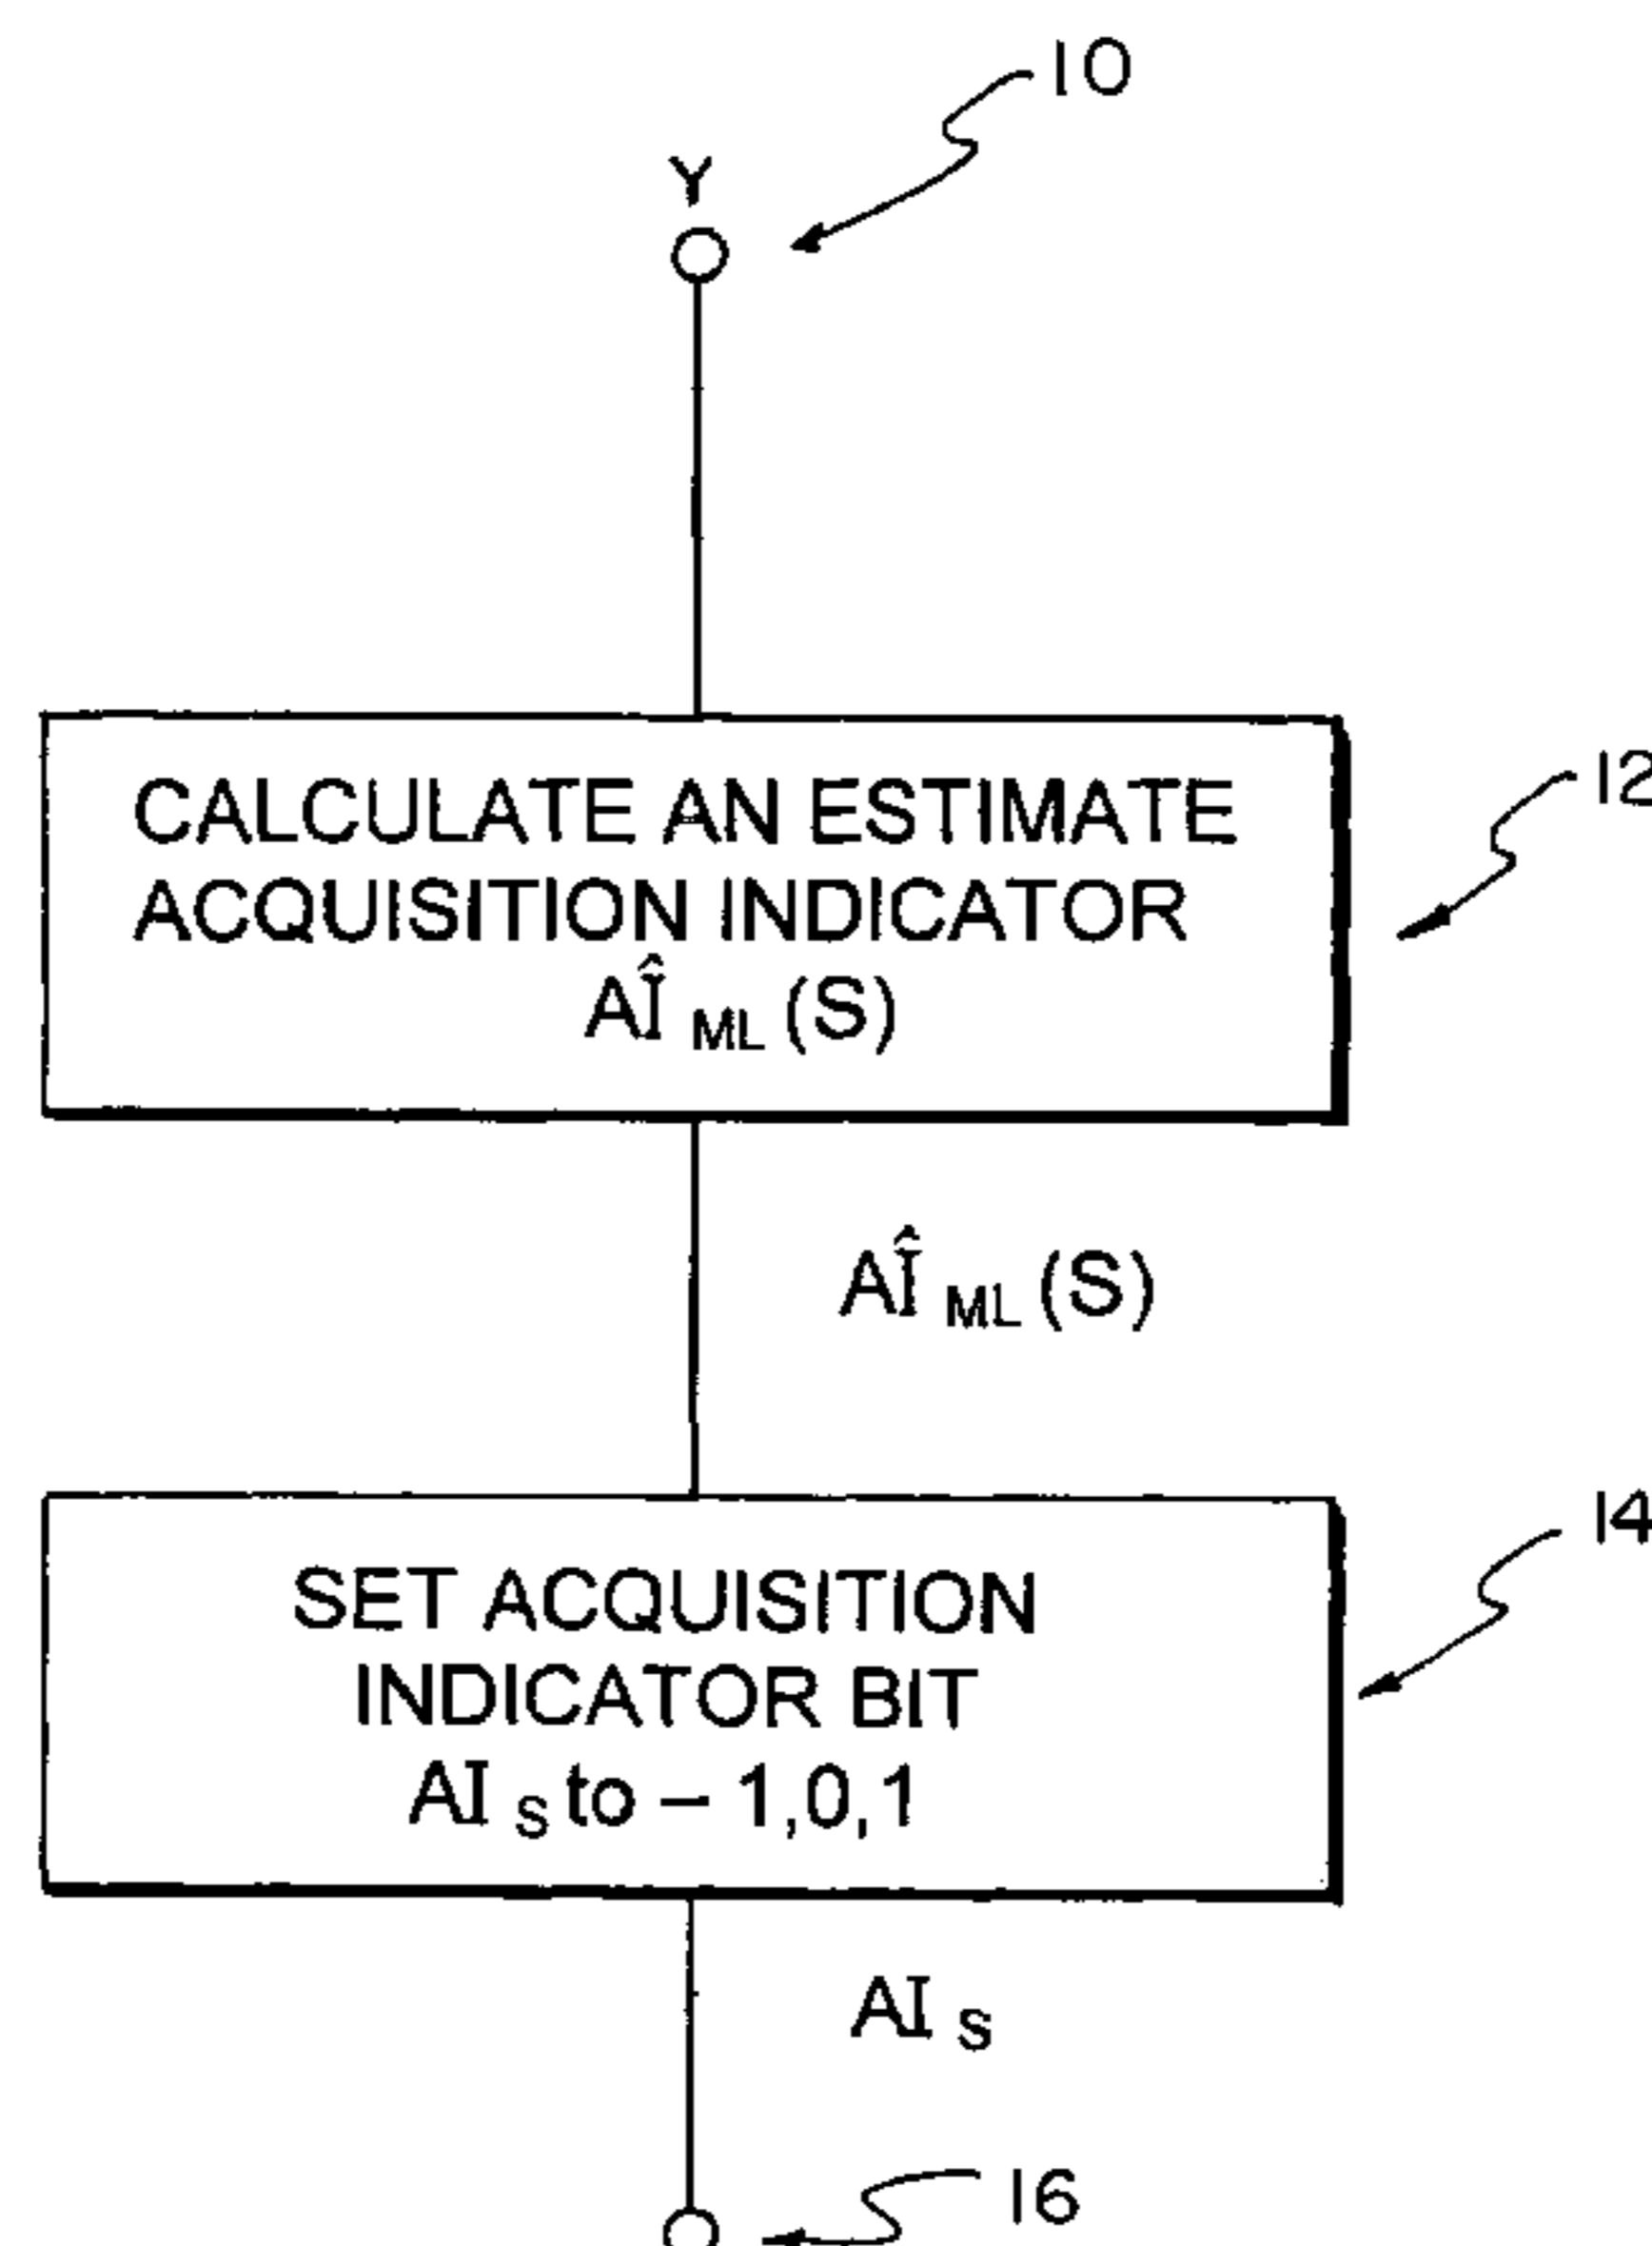 10
Y
CALCULATE AN ESTIMATE
ACQUISITION INDICATOR
AÎ ML (S)
12
AÎ ML (S)
SET ACQUISITION
INDICATOR BIT
AI S to – 1,0,1
14
AI S
16